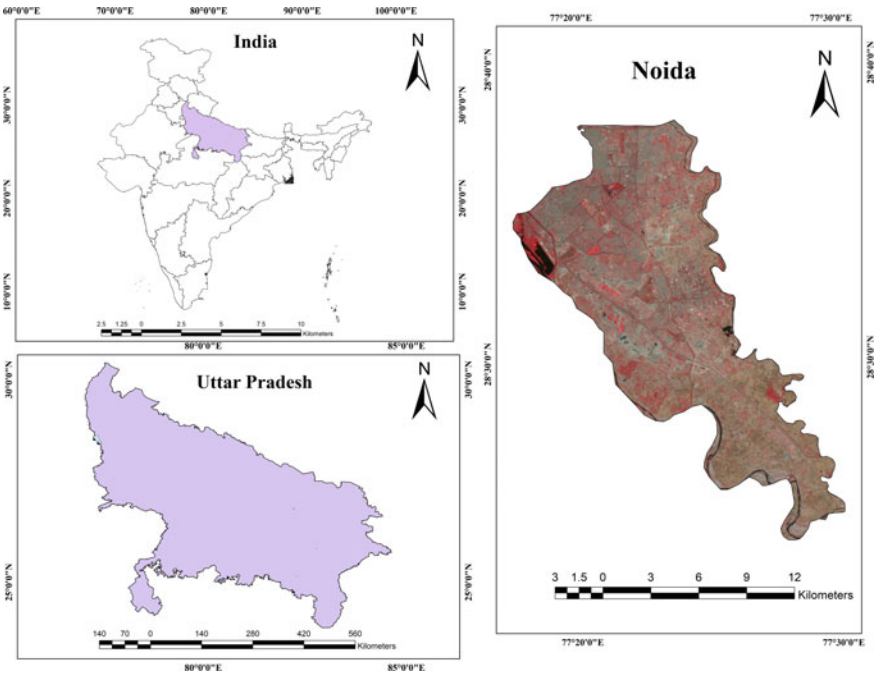 60°0'0"E 70°0'0"E 80°0'0"E 90°0'0"E 100°0'0"E
India
N
30°0'0"N 30°0'0"N
20°0'0"N 20°0'0"N
10°0'0"N 10°0'0"N
2.5 1.25 0 2.5 5 7.5 10
Kilometers
80°0'0"E 85°0'0"E
Uttar Pradesh
N
30°0'0"N 30°0'0"N
25°0'0"N 25°0'0"N
140 70 0 140 280 420 560
Kilometers
80°0'0"E 85°0'0"E
77°20'0"E 77°30'0"E
Noida
N
28°40'0"N 28°40'0"N
28°30'0"N 28°30'0"N
3 1.5 0 3 6 9 12
Kilometers
77°20'0"E 77°30'0"E